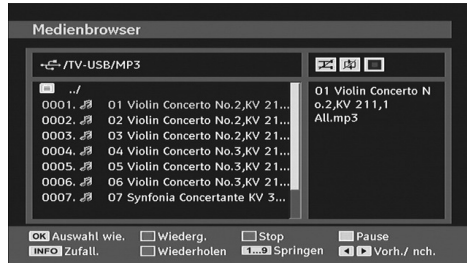 Medienbrowser
/TV-USB/MP3
../
0001. 01 Violin Concerto No.2,KV 21...
0002. 02 Violin Concerto No.2,KV 21...
0003. 03 Violin Concerto No.2,KV 21...
0004. 04 Violin Concerto No.3,KV 21...
0005. 05 Violin Concerto No.3,KV 21...
0006. 06 Violin Concerto No.3,KV 21...
0007. 07 Synfonia Concertante KV 3...
01 Violin Concerto N
o.2,KV 211,1
All.mp3
OK Auswahl wie. Wiederg. Stop Pause
INFO Zufall. Wiederholen 1...9 Springen Vorh./ nch.